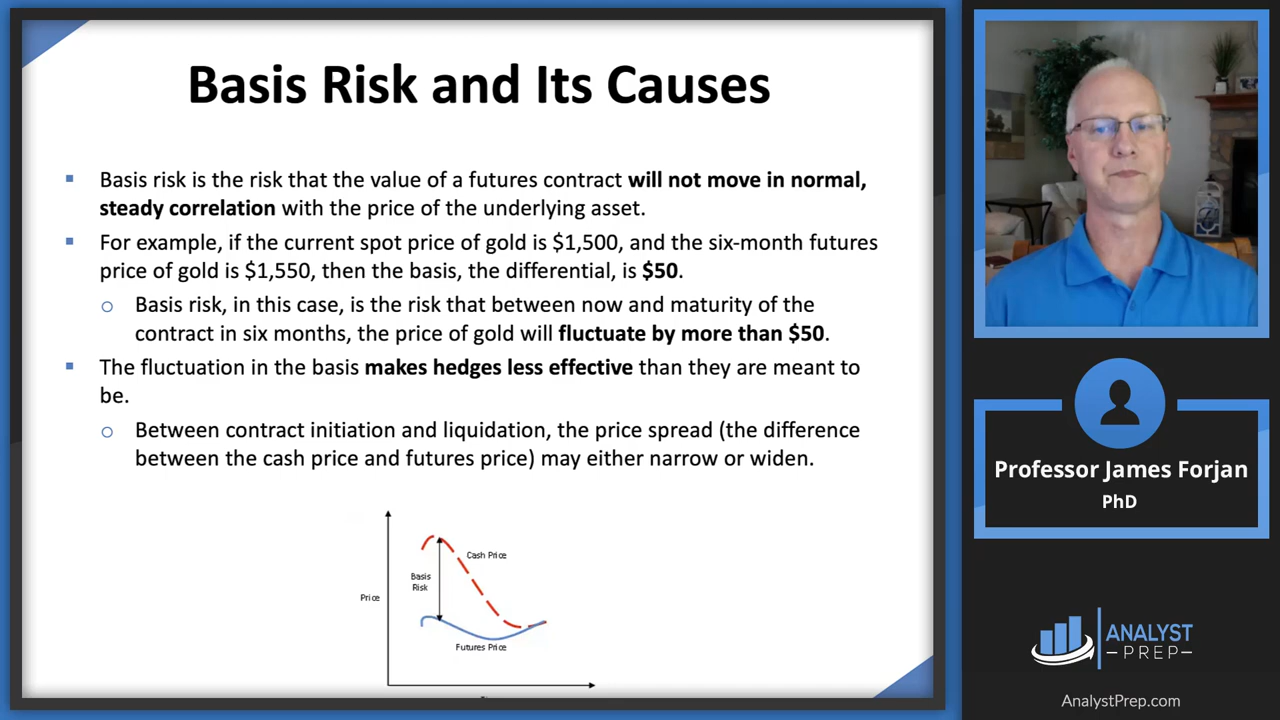 Basis Risk and Its Causes
Basis risk is the risk that the value of a futures contract will not move in normal,
steady correlation with the price of the underlying asset.
For example, if the current spot price of gold is $1,500, and the six-month futures
price of gold is $1,550, then the basis, the differential, is $50.
Basis risk, in this case, is the risk that between now and maturity of the
contract in six months, the price of gold will fluctuate by more than $50.
The fluctuation in the basis makes hedges less effective than they are meant to
be.
Between contract initiation and liquidation, the price spread (the difference
between the cash price and futures price) may either narrow or widen.
Cash Price
Basis
Risk
Price
Futures Price
Professor James Forjan
PhD
ANALYST
PREP
AnalystPrep.com